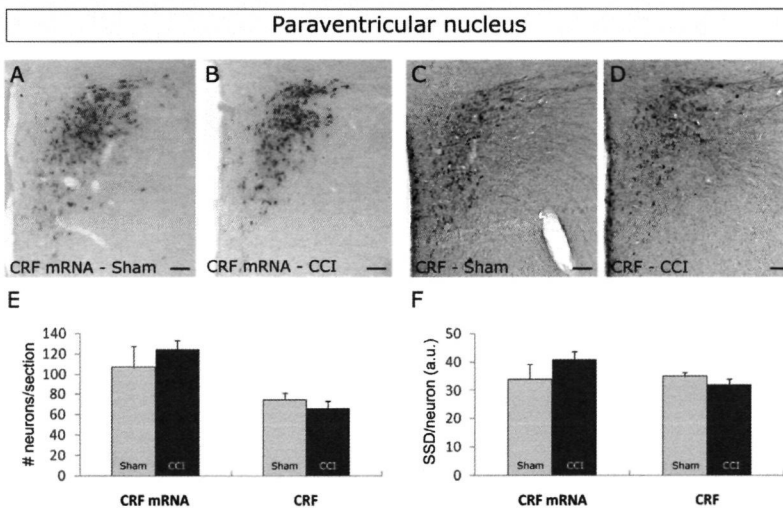 Paraventricular nucleus
A
B
C
D
CRF mRNA - Sham
CRF mRNA - CCI
CRF - Sham
CRF - CCI
E
# neurons/section
140
120
100
80
60
40
20
0
Sham
CCI
Sham
CCI
CRF mRNA
CRF
F
SSD/neuron (a.u.)
50
40
30
20
10
0
Sham
CCI
Sham
CCI
CRF mRNA
CRF